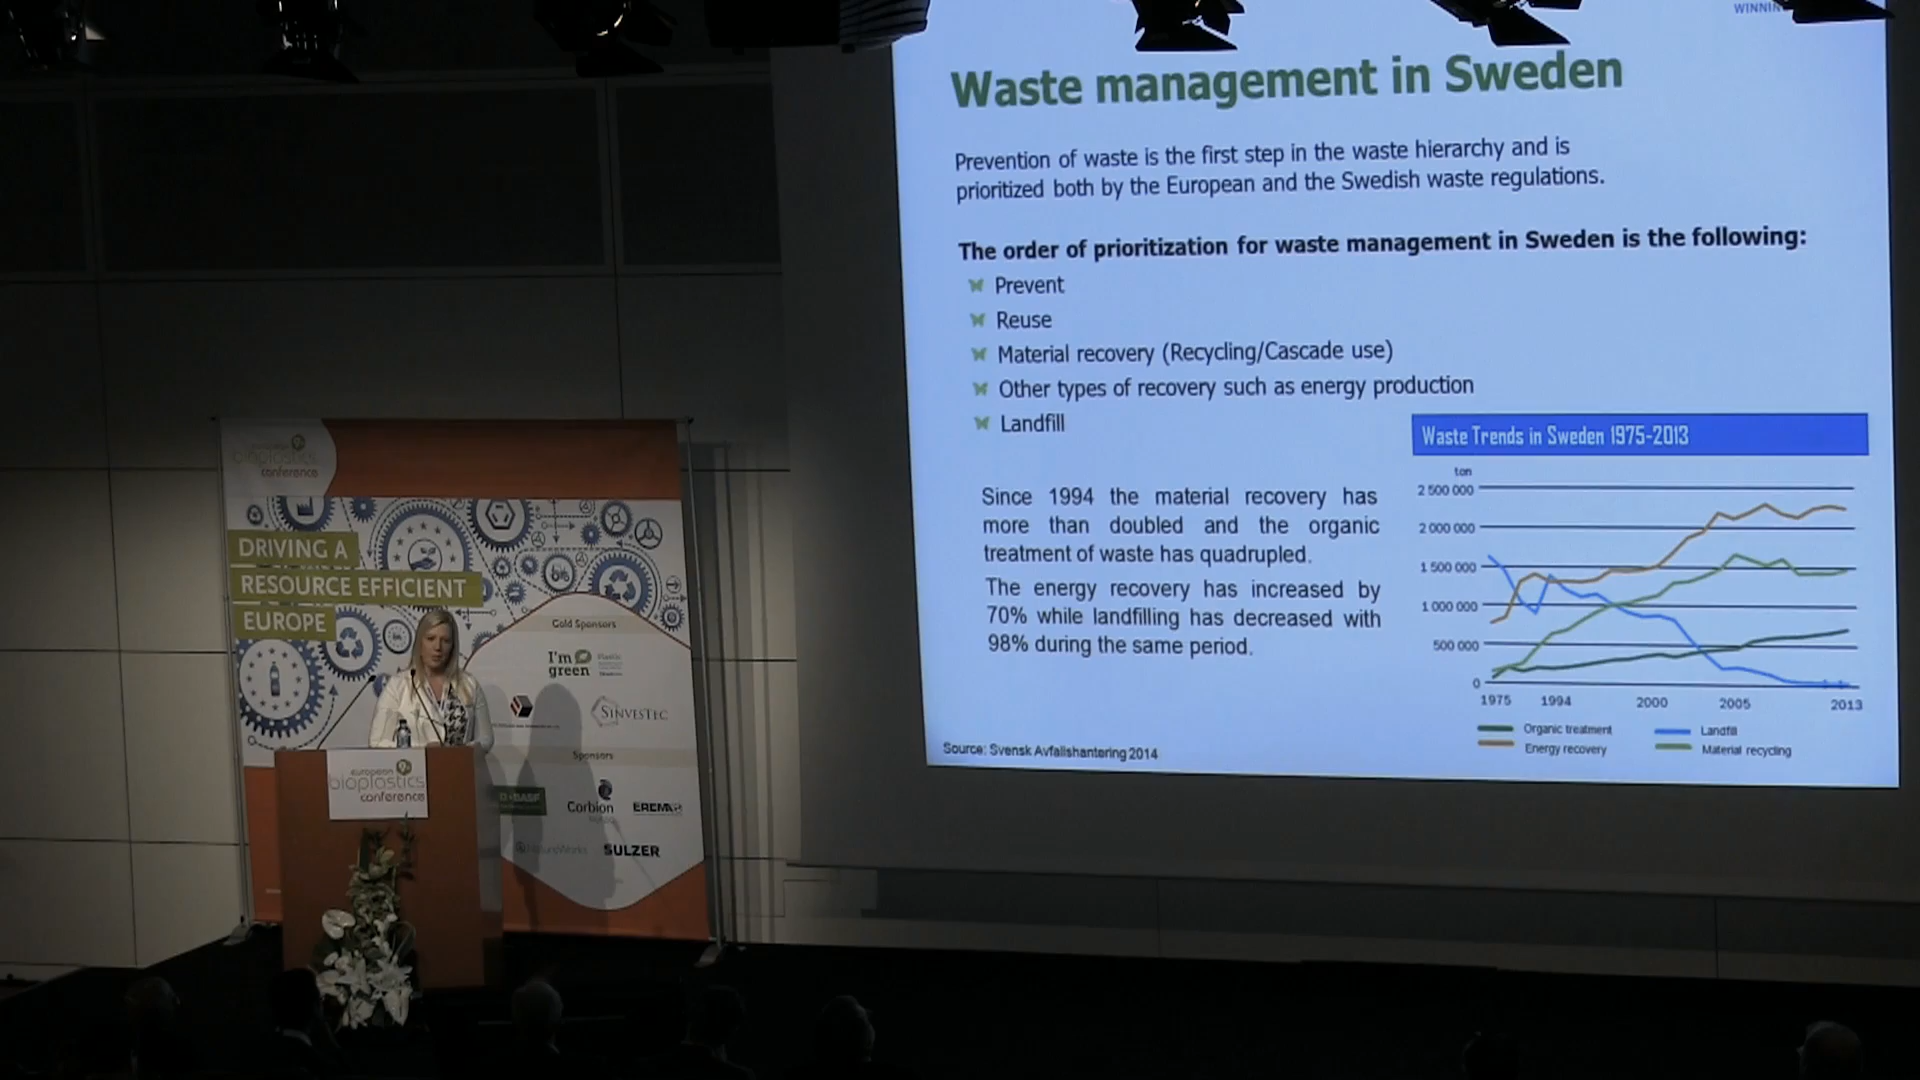 WINNIN
Waste management in Sweden
Prevention of waste is the first step in the waste hierarchy and is
prioritized both by the European and the Swedish waste regulations.
The order of prioritization for waste management in Sweden is the following:
Prevent
Reuse
Material recovery (Recycling/Cascade use)
Other types of recovery such as energy production
Landfill
Since 1994 the material recovery has
more than doubled and the organic
treatment of waste has quadrupled.
The energy recovery has increased by
70% while landfilling has decreased with
98% during the same period.
Source: Svensk Avfallshantering 2014
Waste Trends in Sweden 1975-2013
ton
2 500 000
2 000 000
1 500 000
1 000 000
500 000
0
1975 1994 2000 2005 2013
Organic treatment Landfill
Energy recovery Material recycling
european
bioplastics
conference
DRIVING A
RESOURCE EFFICIENT
EUROPE
Gold Sponsors
I'm
green
Plastic
SINVESTEC
Sponsors
BASF
Corbion
EREMA
NatureWorks
SULZER
european
bioplastics
conference